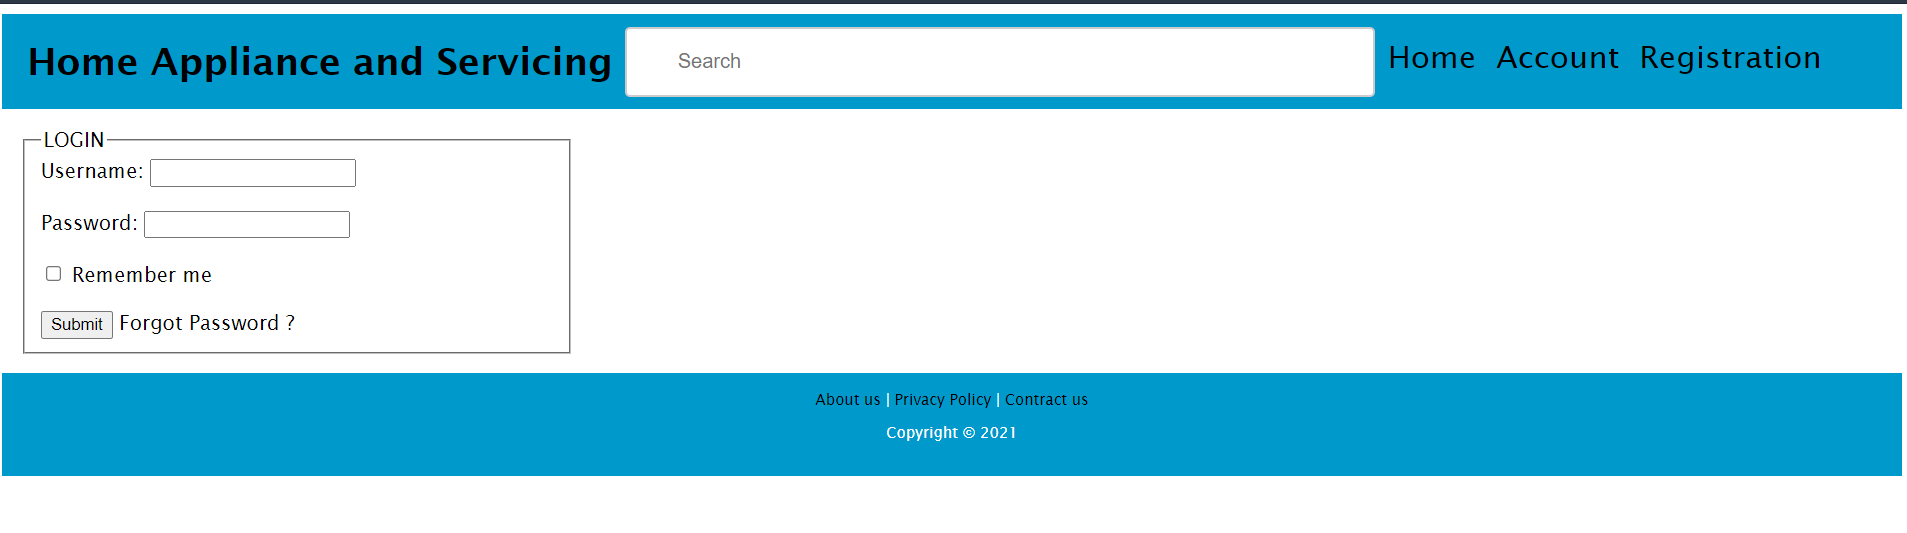 Home Appliance and Servicing Search Home Account Registration
LOGIN
Username:
Password:
Remember me
Submit Forgot Password ?
About us | Privacy Policy | Contract us
Copyright © 2021